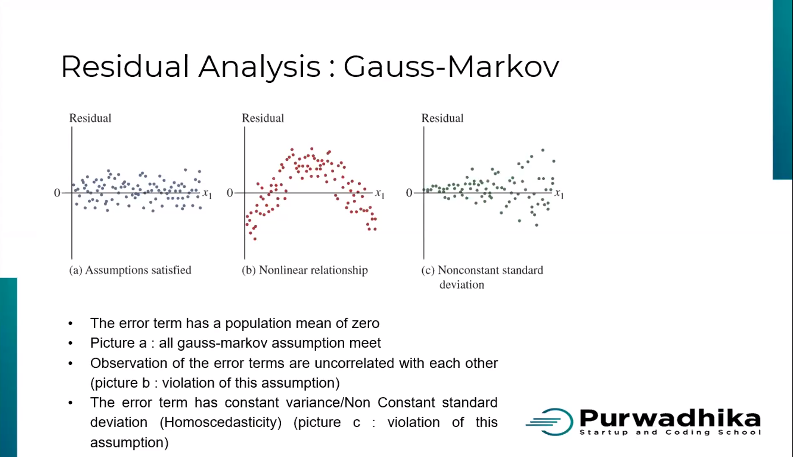 Residual Analysis : Gauss-Markov
Residual
Residual
Residual
0
x1
0
x1
0
x1
(a) Assumptions satisfied
(b) Nonlinear relationship
(c) Nonconstant standard
deviation
• The error term has a population mean of zero
• Picture a : all gauss-markov assumption meet
• Observation of the error terms are uncorrelated with each other
(picture b : violation of this assumption)
• The error term has constant variance/Non Constant standard
deviation (Homoscedasticity) (picture c : violation of this
assumption)
Purwadhika
Startup and Coding School